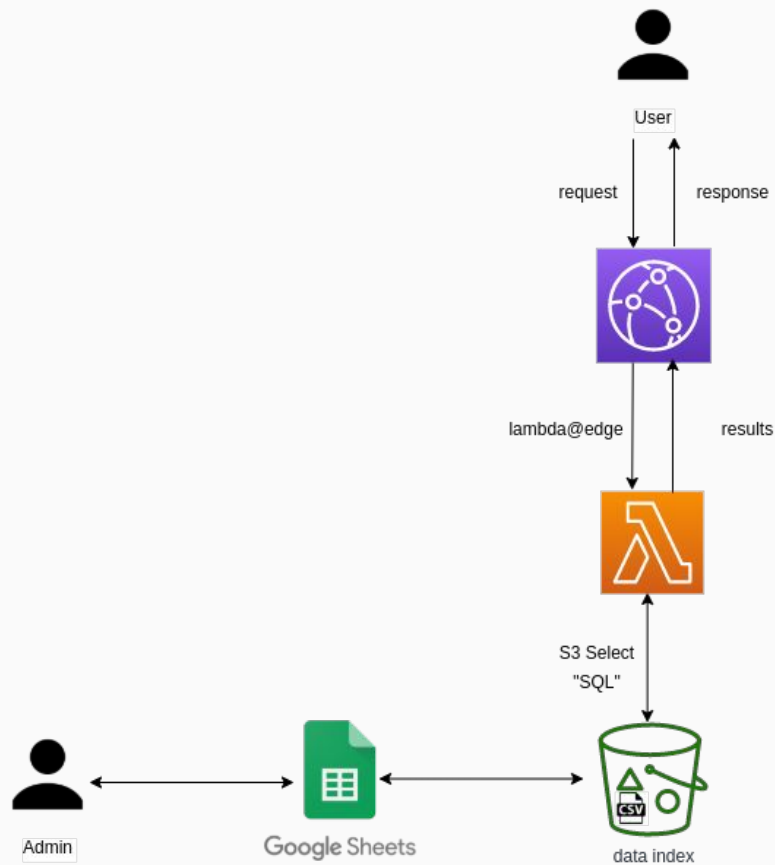 User
request
response
lambda@edge
results
S3 Select
"SQL"
CSV
Admin
Google Sheets
data index